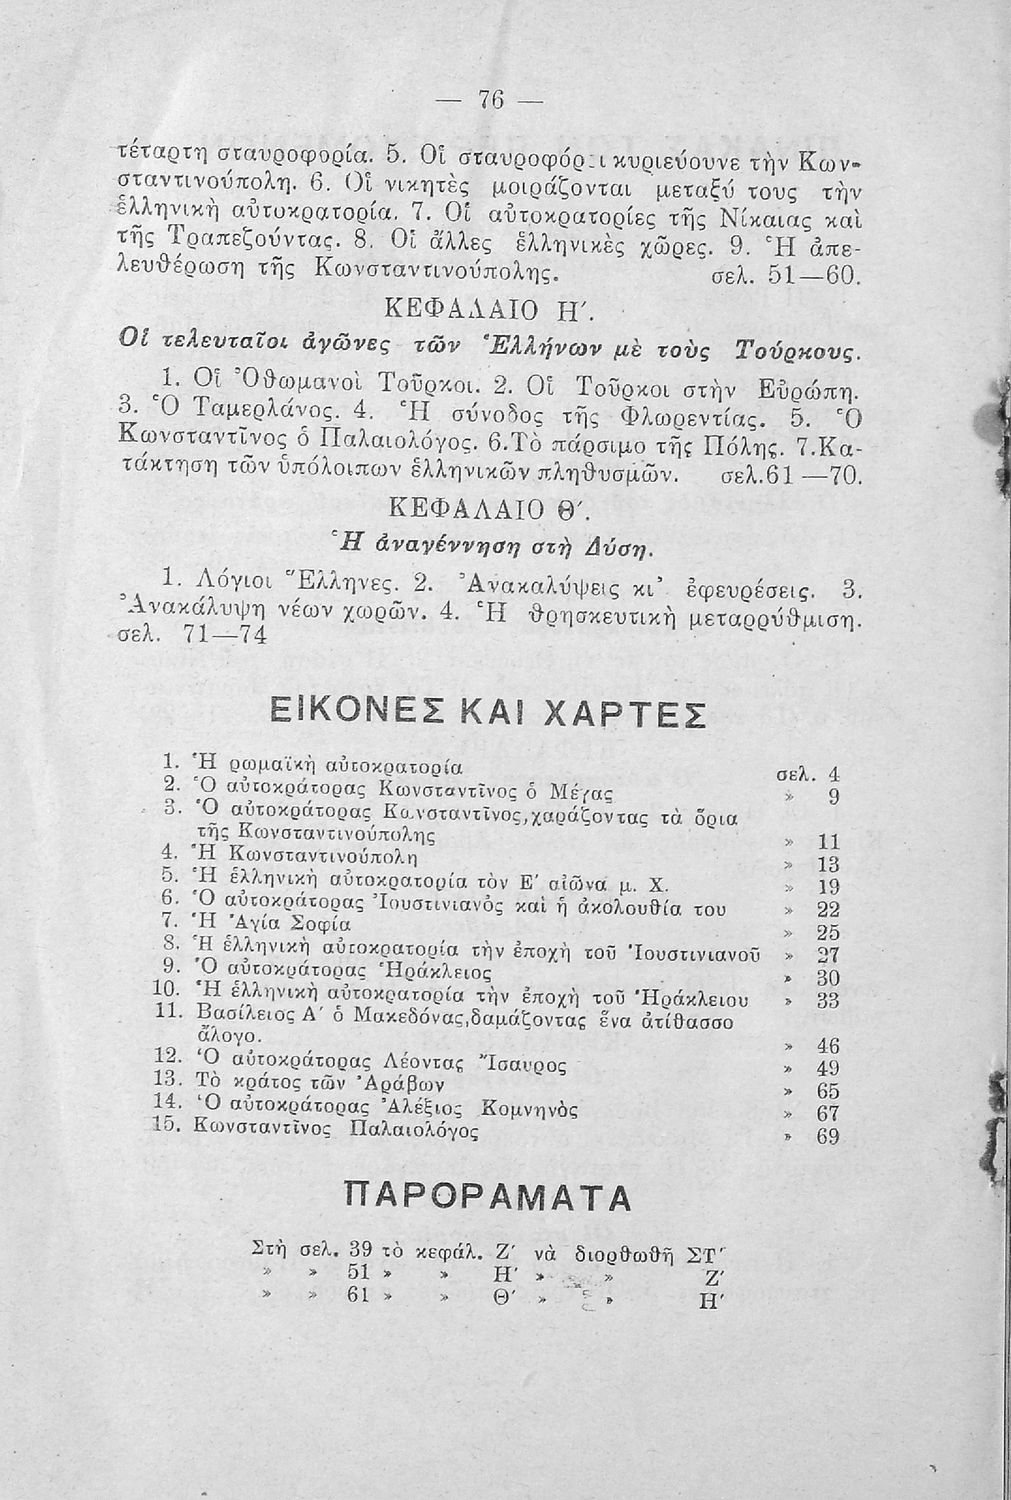 — 76 —
τέταρτη σταυροφορία. 5. Οἱ σταυροφόροι κυριεύουνε τὴν Κων-
σταντινούπολη. 6. Οἱ νικητὲς μοιράζονται μεταξύ τους τὴν
ἑλληνικὴ αὐτοκρατορία. 7. Οἱ αὐτοκρατορίες τῆς Νίκαιας καὶ
τῆς Τραπεζούντας. 8. Οἱ ἄλλες ἑλληνικὲς χῶρες. 9. Ἡ ἀπε-
λευθέρωση τῆς Κωνσταντινούπολης. σελ. 51—60.
ΚΕΦΑΛΑΙΟ Η΄.
Οἱ τελευταῖοι ἀγῶνες τῶν Ἑλλήνων μὲ τοὺς Τούρκους.
1. Οἱ Ὀθωμανοὶ Τοῦρκοι. 2. Οἱ Τοῦρκοι στὴν Εὐρώπη.
3. Ὁ Ταμερλάνος. 4. Ἡ σύνοδος τῆς Φλωρεντίας. 5. Ὁ
Κωνσταντῖνος ὁ Παλαιολόγος. 6.Τὸ πάρσιμο τῆς Πόλης. 7.Κα-
τάκτηση τῶν ὑπόλοιπων ἑλληνικῶν πληθυσμῶν. σελ.61 —70.
ΚΕΦΑΛΑΙΟ Θ΄.
Ἡ ἀναγέννηση στὴ Δύση.
1. Λόγιοι Ἕλληνες. 2. Ἀνακαλύψεις κι᾿ ἐφευρέσεις. 3.
Ἀνακάλυψη νέων χωρῶν. 4. Ἡ θρησκευτικὴ μεταρρύθμιση.
σελ. 71—74
ΕΙΚΟΝΕΣ ΚΑΙ ΧΑΡΤΕΣ
1. Ἡ ρωμαϊκὴ αὐτοκρατορία σελ. 4
2. Ὁ αὐτοκράτορας Κωνσταντῖνος ὁ Μέγας » 9
3. Ὁ αὐτοκράτορας Κωνσταντῖνος,χαράζοντας τὰ ὅρια
τῆς Κωνσταντινούπολης » 11
4. Ἡ Κωνσταντινούπολη » 13
5. Ἡ ἑλληνικὴ αὐτοκρατορία τὸν Ε΄ αἰῶνα μ. Χ. » 19
6. Ὁ αὐτοκράτορας Ἰουστινιανὸς καὶ ἡ ἀκολουθία του » 22
7. Ἡ Ἁγία Σοφία » 25
8. Ἡ ἑλληνικὴ αὐτοκρατορία τὴν ἐποχὴ τοῦ Ἰουστινιανοῦ » 27
9. Ὁ αὐτοκράτορας Ἡράκλειος » 30
10. Ἡ ἑλληνικὴ αὐτοκρατορία τὴν ἐποχὴ τοῦ Ἡράκλειου » 33
11. Βασίλειος Α΄ ὁ Μακεδόνας,δαμάζοντας ἕνα ἀτίθασσο
ἄλογο. » 46
12. Ὁ αὐτοκράτορας Λέοντας Ἴσαυρος » 49
13. Τὸ κράτος τῶν Ἀράβων » 65
14. Ὁ αὐτοκράτορας Ἀλέξιος Κομνηνὸς » 67
15. Κωνσταντῖνος Παλαιολόγος » 69
ΠΑΡΟΡΑΜΑΤΑ
Στὴ σελ. 39 τὸ κεφάλ. Ζ΄ νὰ διορθωθῆ ΣΤ΄
» » 51 » » Η΄ » » Ζ΄
» » 61 » » Θ΄ » » Η΄